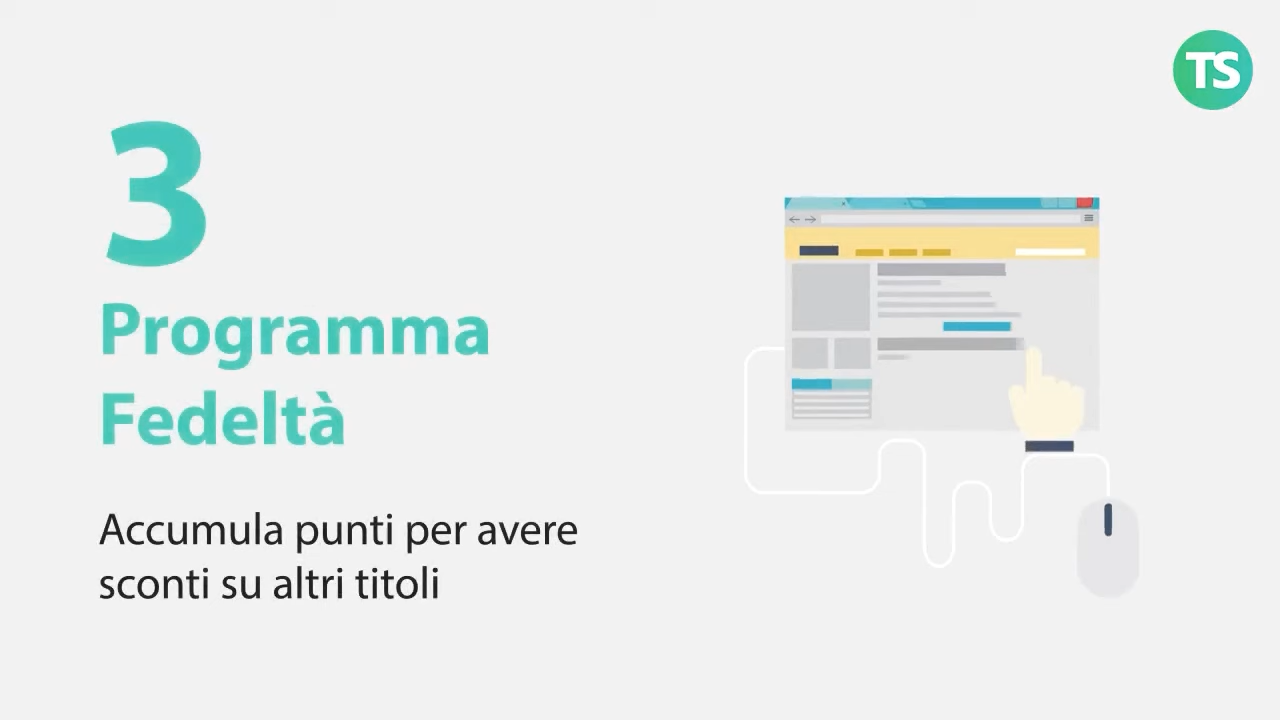 TS
3
Programma
Fedeltà
Accumula punti per avere
sconti su altri titoli